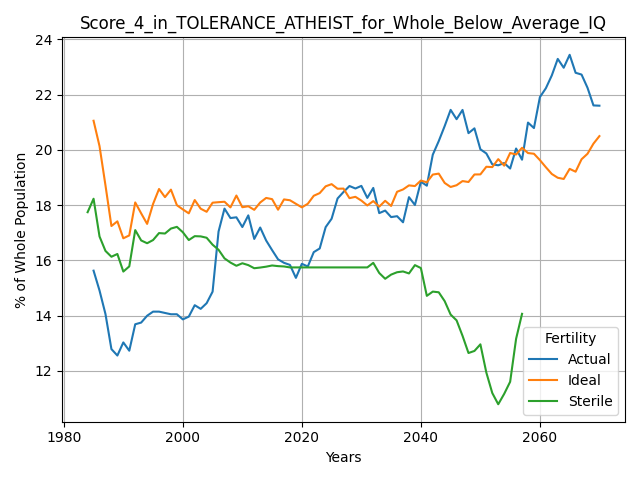 Score_4_in_TOLERANCE_ATHEIST_for_Whole_Below_Average_IQ
24
22
20
18
16
14
12
% of Whole Population
1980
2000
2020
2040
2060
Years
Fertility
Actual
Ideal
Sterile